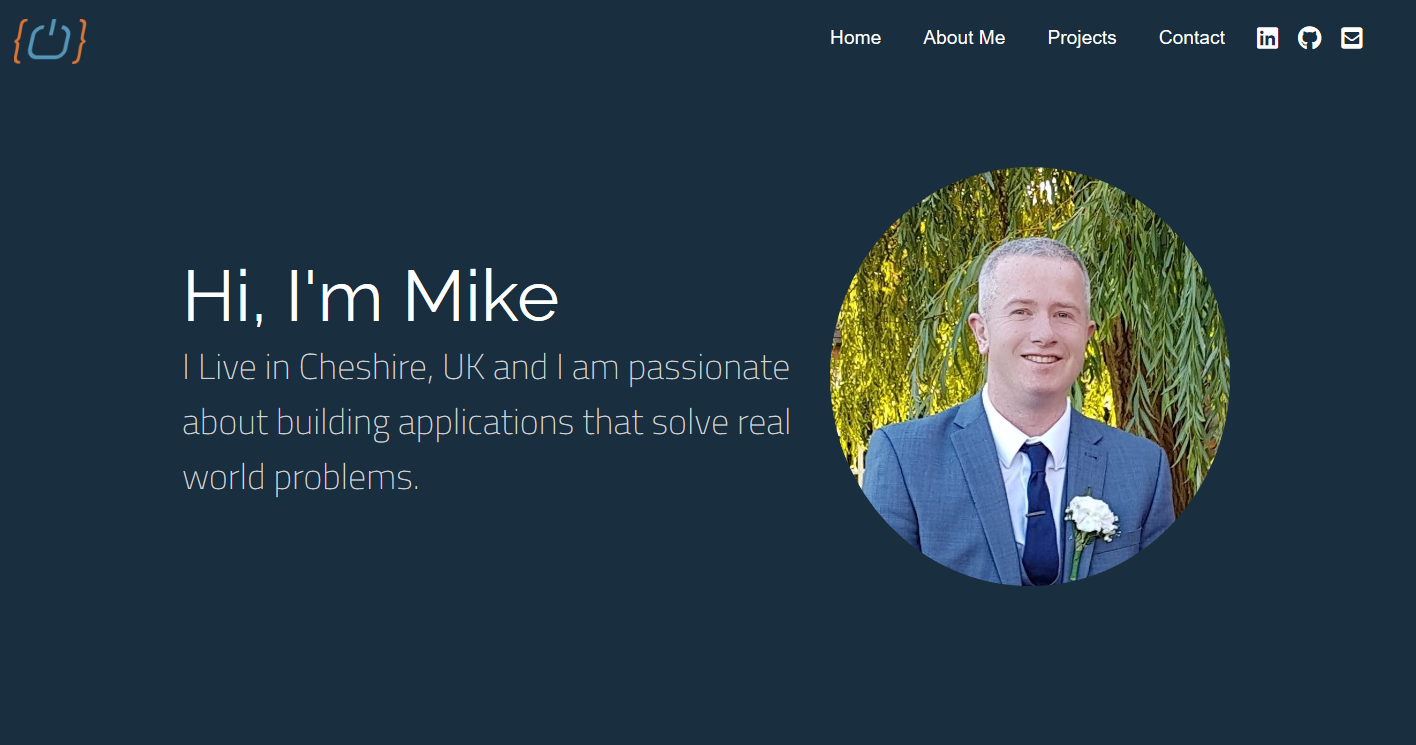 Home About Me Projects Contact
Hi, I'm Mike
I Live in Cheshire, UK and I am passionate
about building applications that solve real
world problems.